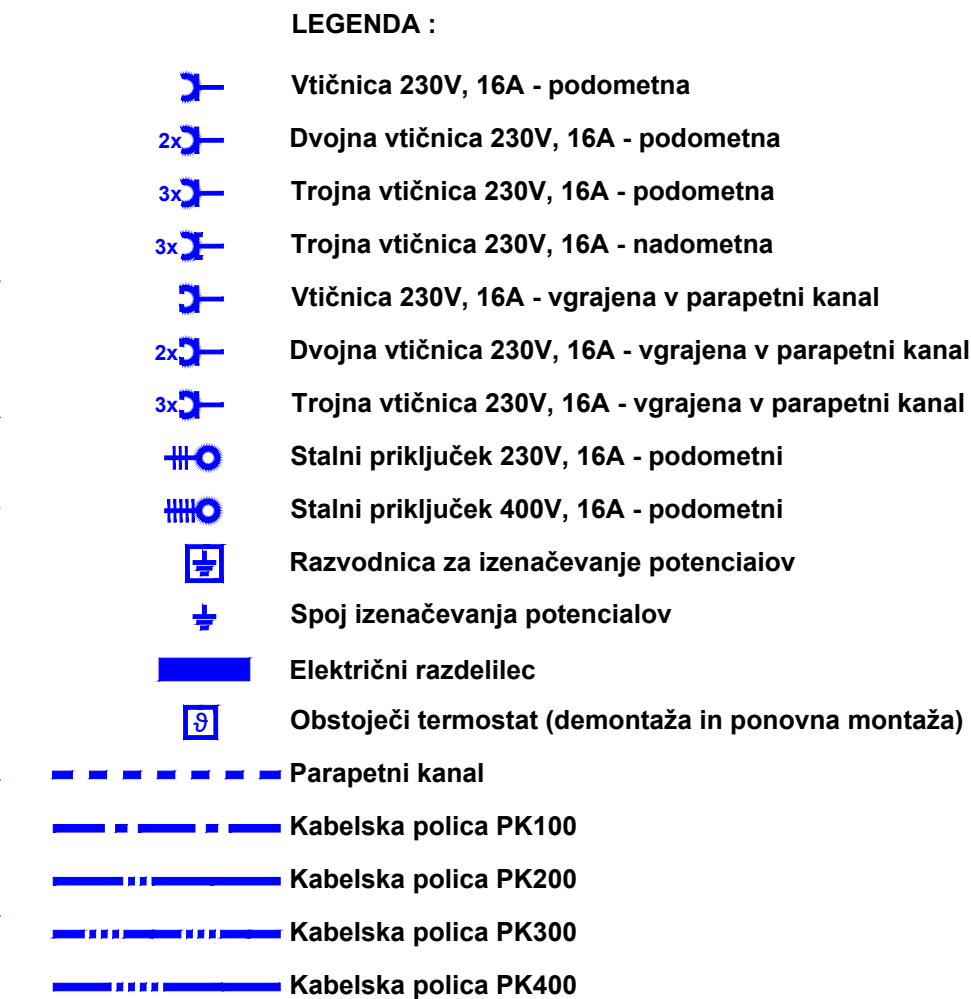 LEGENDA :
Vtičnica 230V, 16A - podometna
2x Dvojna vtičnica 230V, 16A - podometna
3x Trojna vtičnica 230V, 16A - podometna
3x Trojna vtičnica 230V, 16A - nadometna
Vtičnica 230V, 16A - vgrajena v parapetni kanal
2x Dvojna vtičnica 230V, 16A - vgrajena v parapetni kanal
3x Trojna vtičnica 230V, 16A - vgrajena v parapetni kanal
Stalni priključek 230V, 16A - podometni
Stalni priključek 400V, 16A - podometni
Razvodnica za izenačevanje potenciaiov
Spoj izenačevanja potencialov
Električni razdelilec
ϑ Obstoječi termostat (demontaža in ponovna montaža)
Parapetni kanal
Kabelska polica PK100
Kabelska polica PK200
Kabelska polica PK300
Kabelska polica PK400